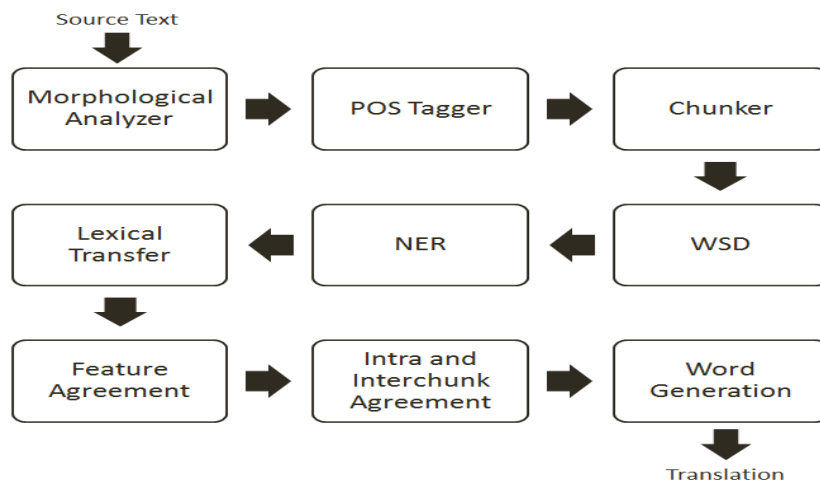 Source Text
Morphological
Analyzer
POS Tagger
Chunker
WSD
NER
Lexical
Transfer
Feature
Agreement
Intra and
Interchunk
Agreement
Word
Generation
Translation